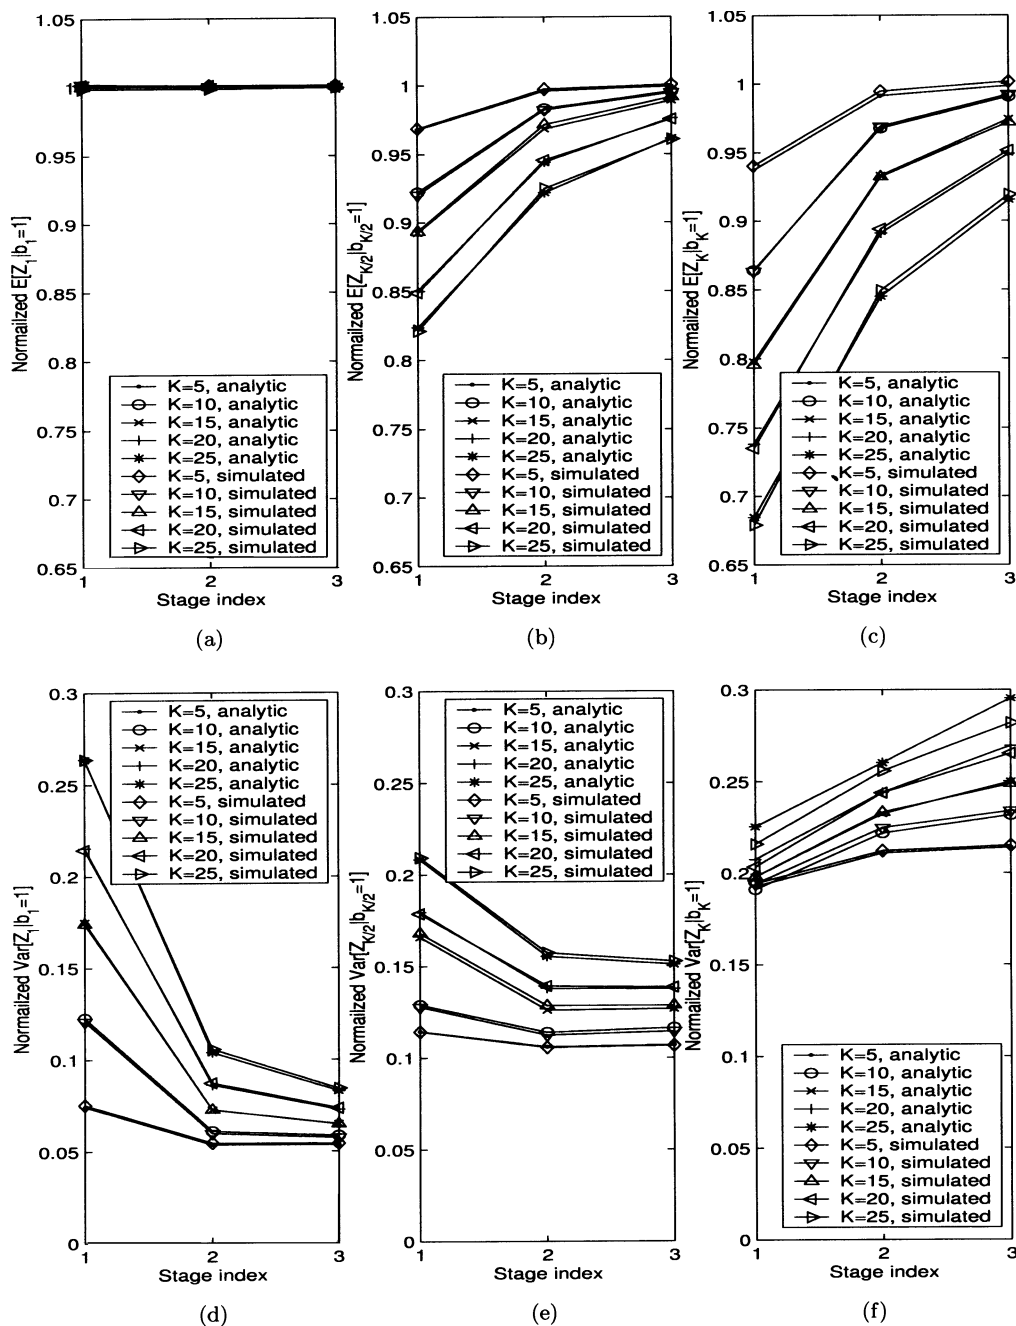 1.05
1
0.95
0.9
0.85
0.8
0.75
0.7
0.65
Normailzed E[Z1|b1=1]
K=5, analytic
K=10, analytic
K=15, analytic
K=20, analytic
K=25, analytic
K=5, simulated
K=10, simulated
K=15, simulated
K=20, simulated
K=25, simulated
1 2 3
Stage index
(a)
1.05
1
0.95
0.9
0.85
0.8
0.75
0.7
0.65
Normailzed E[ZK/2|bK/2=1]
K=5, analytic
K=10, analytic
K=15, analytic
K=20, analytic
K=25, analytic
K=5, simulated
K=10, simulated
K=15, simulated
K=20, simulated
K=25, simulated
1 2 3
Stage index
(b)
1.05
1
0.95
0.9
0.85
0.8
0.75
0.7
0.65
Normailzed E[ZK|bK=1]
K=5, analytic
K=10, analytic
K=15, analytic
K=20, analytic
K=25, analytic
K=5, simulated
K=10, simulated
K=15, simulated
K=20, simulated
K=25, simulated
1 2 3
Stage index
(c)
0.3
0.25
0.2
0.15
0.1
0.05
0
Normailzed Var[Z1|b1=1]
K=5, analytic
K=10, analytic
K=15, analytic
K=20, analytic
K=25, analytic
K=5, simulated
K=10, simulated
K=15, simulated
K=20, simulated
K=25, simulated
1 2 3
Stage index
(d)
0.3
0.25
0.2
0.15
0.1
0.05
0
Normailzed Var[ZK/2|bK/2=1]
K=5, analytic
K=10, analytic
K=15, analytic
K=20, analytic
K=25, analytic
K=5, simulated
K=10, simulated
K=15, simulated
K=20, simulated
K=25, simulated
1 2 3
Stage index
(e)
0.3
0.25
0.2
0.15
0.1
0.05
0
Normailzed Var[ZK|bK=1]
K=5, analytic
K=10, analytic
K=15, analytic
K=20, analytic
K=25, analytic
K=5, simulated
K=10, simulated
K=15, simulated
K=20, simulated
K=25, simulated
1 2 3
Stage index
(f)